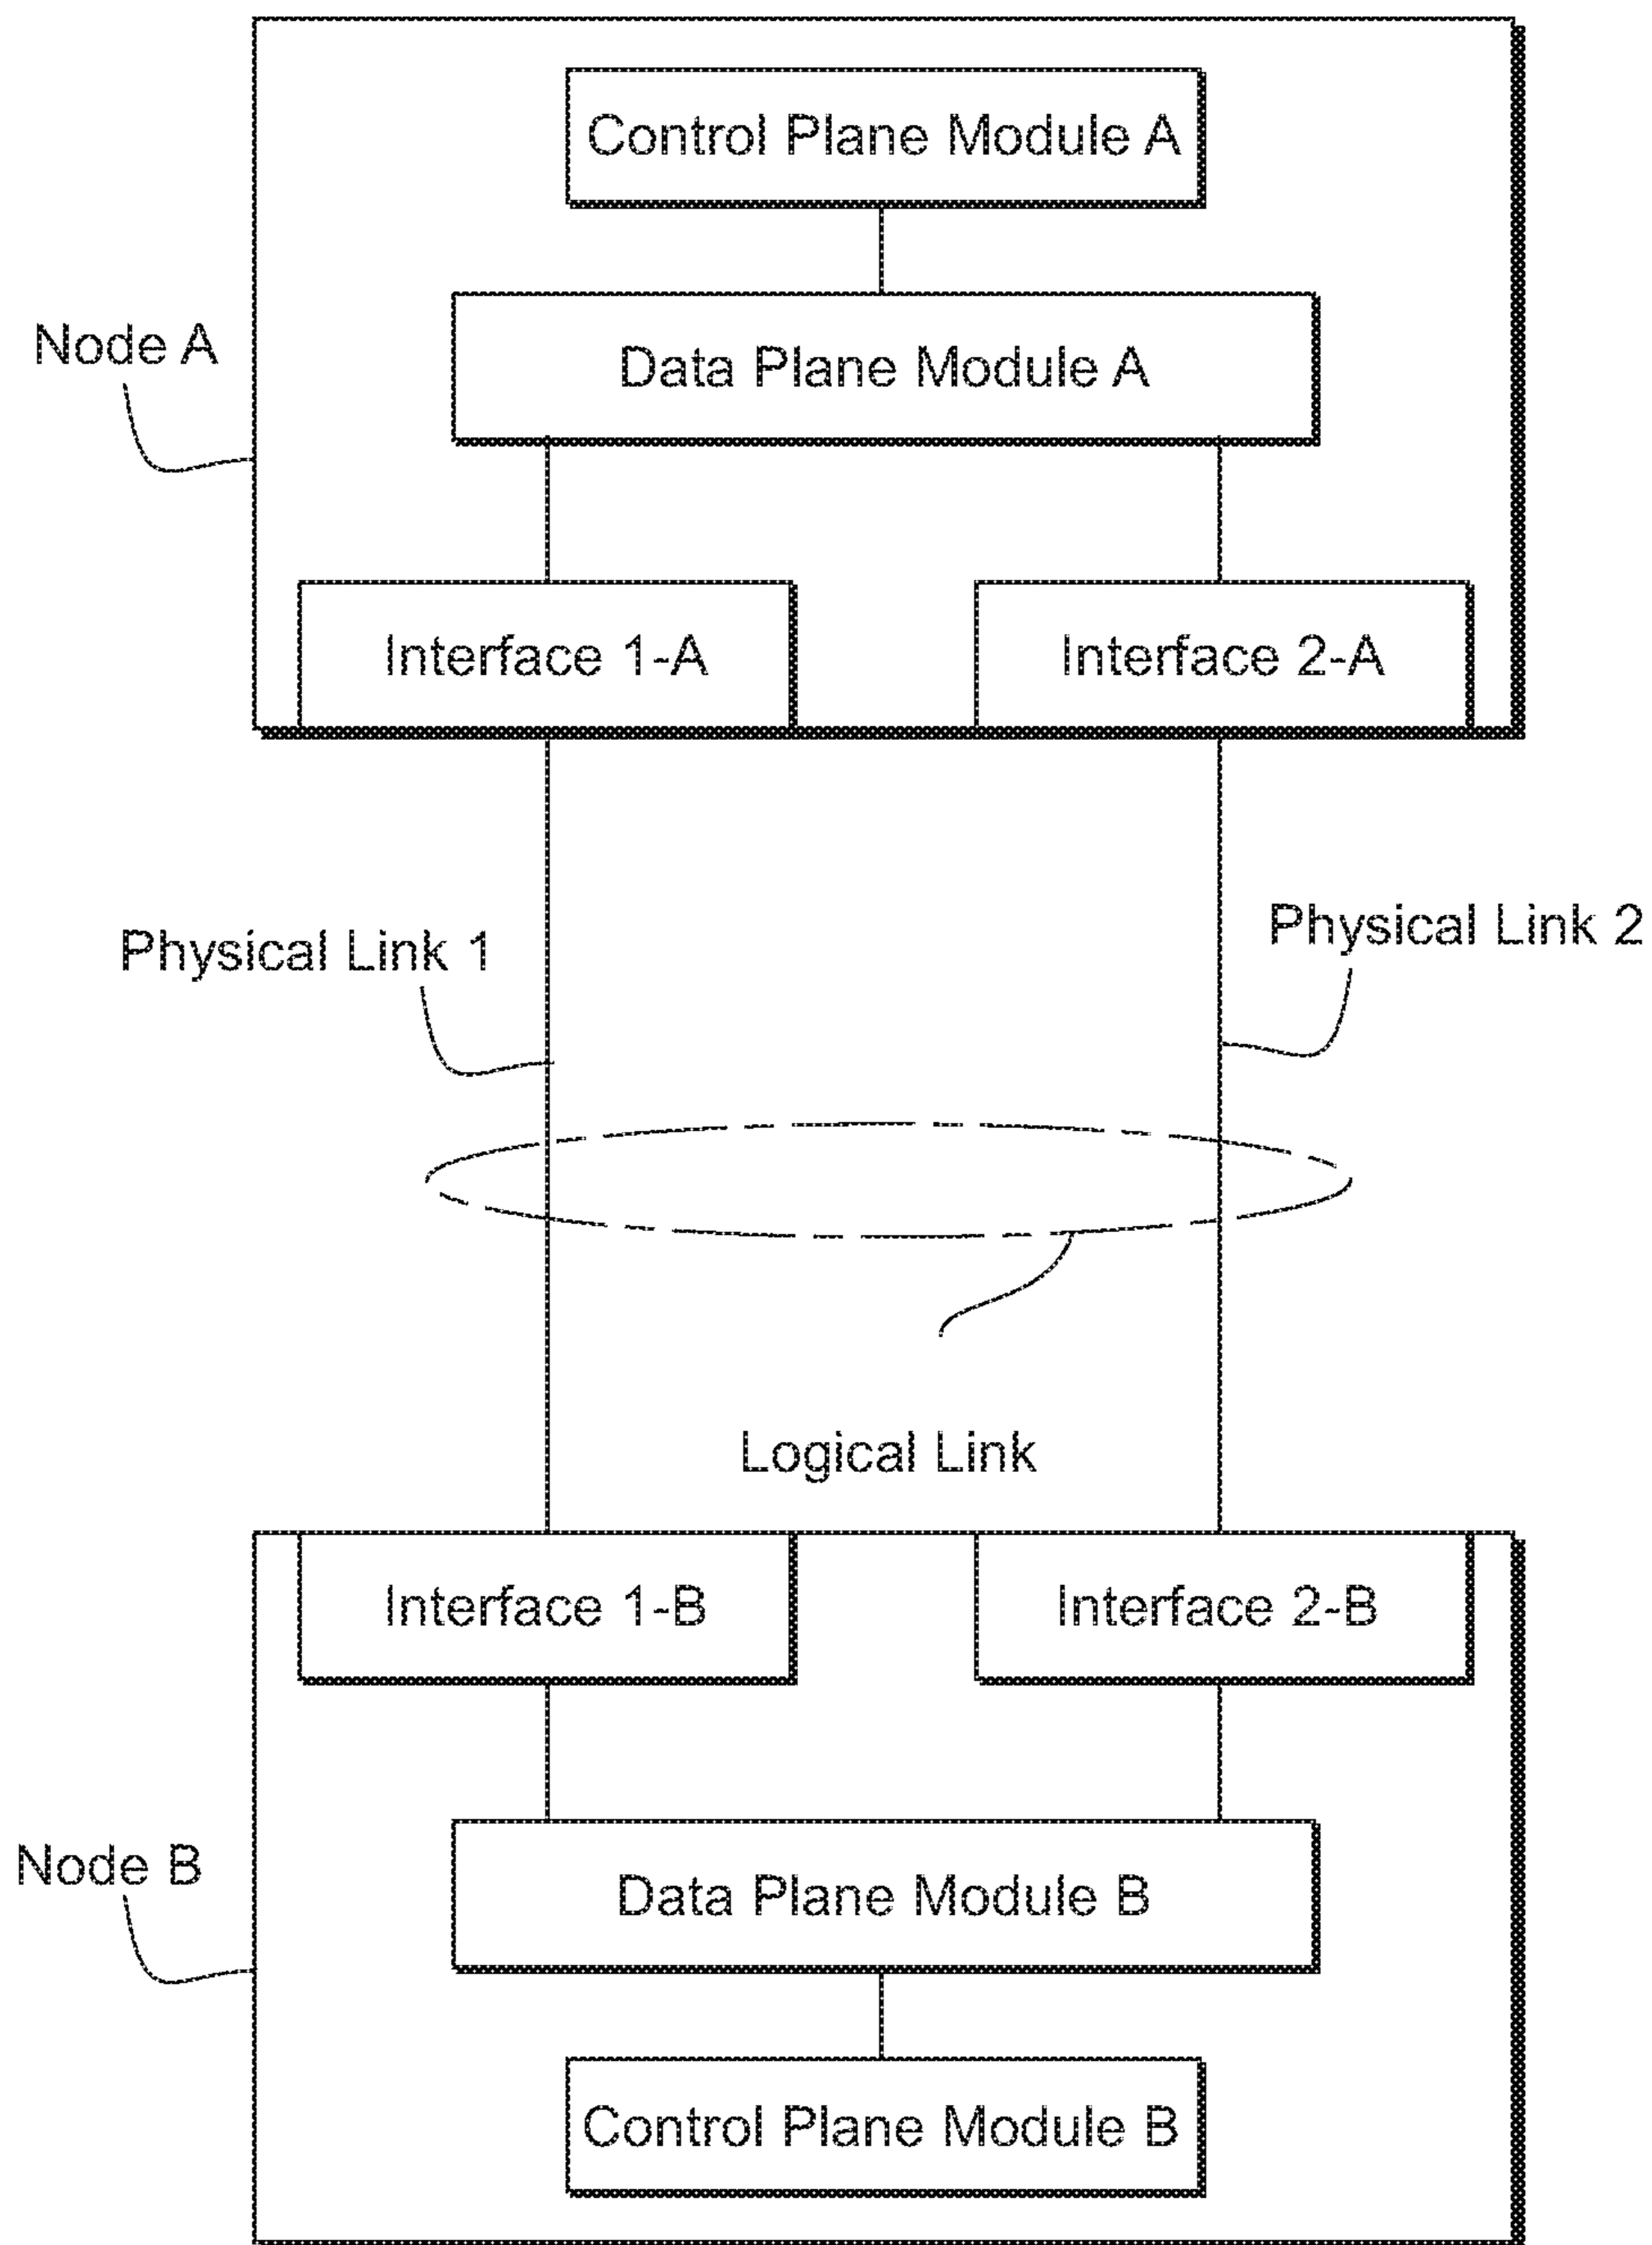 Control Plane Module A
Node A
Data Plane Module A
Interface 1-A
Interface 2-A
Physical Link 1
Physical Link 2
Logical Link
Interface 1-B
Interface 2-B
Node B
Data Plane Module B
Control Plane Module B